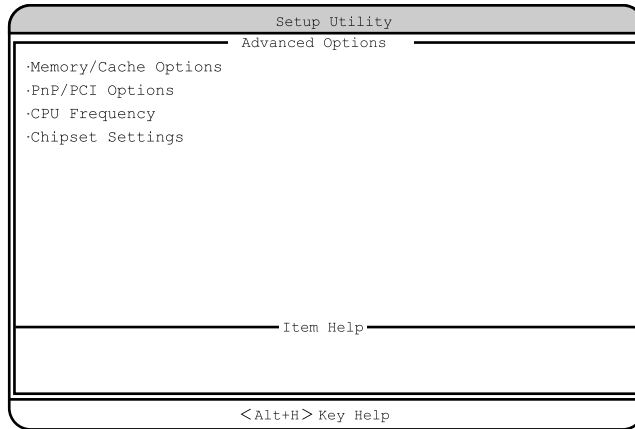 Setup Utility
Advanced Options
·Memory/Cache Options
·PnP/PCI Options
·CPU Frequency
·Chipset Settings
Item Help
<Alt+H> Key Help